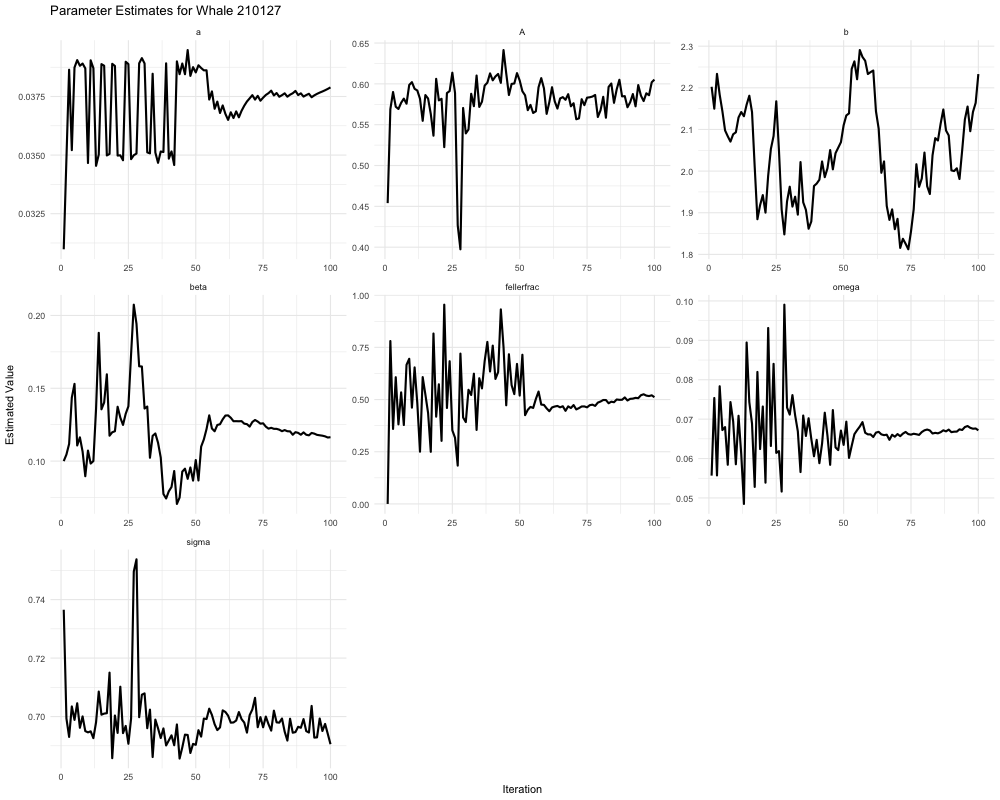 Parameter Estimates for Whale 210127
a
A
b
0.0375
0.0350
0.0325
0.65
0.60
0.55
0.50
0.45
0.40
2.3
2.2
2.1
2.0
1.9
1.8
0 25 50 75 100
0 25 50 75 100
0 25 50 75 100
beta
fellerfrac
omega
0.20
0.15
0.10
1.00
0.75
0.50
0.25
0.00
0.10
0.09
0.08
0.07
0.06
0.05
0 25 50 75 100
0 25 50 75 100
0 25 50 75 100
sigma
0.74
0.72
0.70
0 25 50 75 100
Estimated Value
Iteration